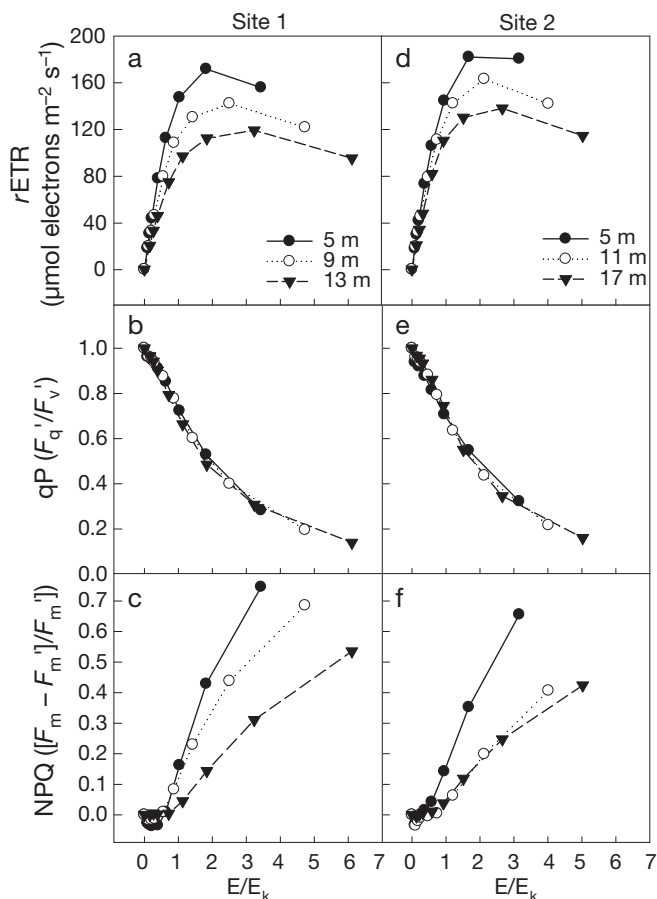 Site 1 Site 2
rETR
(µmol electrons m−2 s−1)
200
160
120
80
40
0
a
5 m
9 m
13 m
d
5 m
11 m
17 m
qP (Fq'/Fv')
1.0
0.8
0.6
0.4
0.2
0.0
b
e
NPQ ([Fm − Fm']/Fm'])
0.7
0.6
0.5
0.4
0.3
0.2
0.1
0.0
c
f
0 1 2 3 4 5 6 7 0 1 2 3 4 5 6 7
E/Ek E/Ek